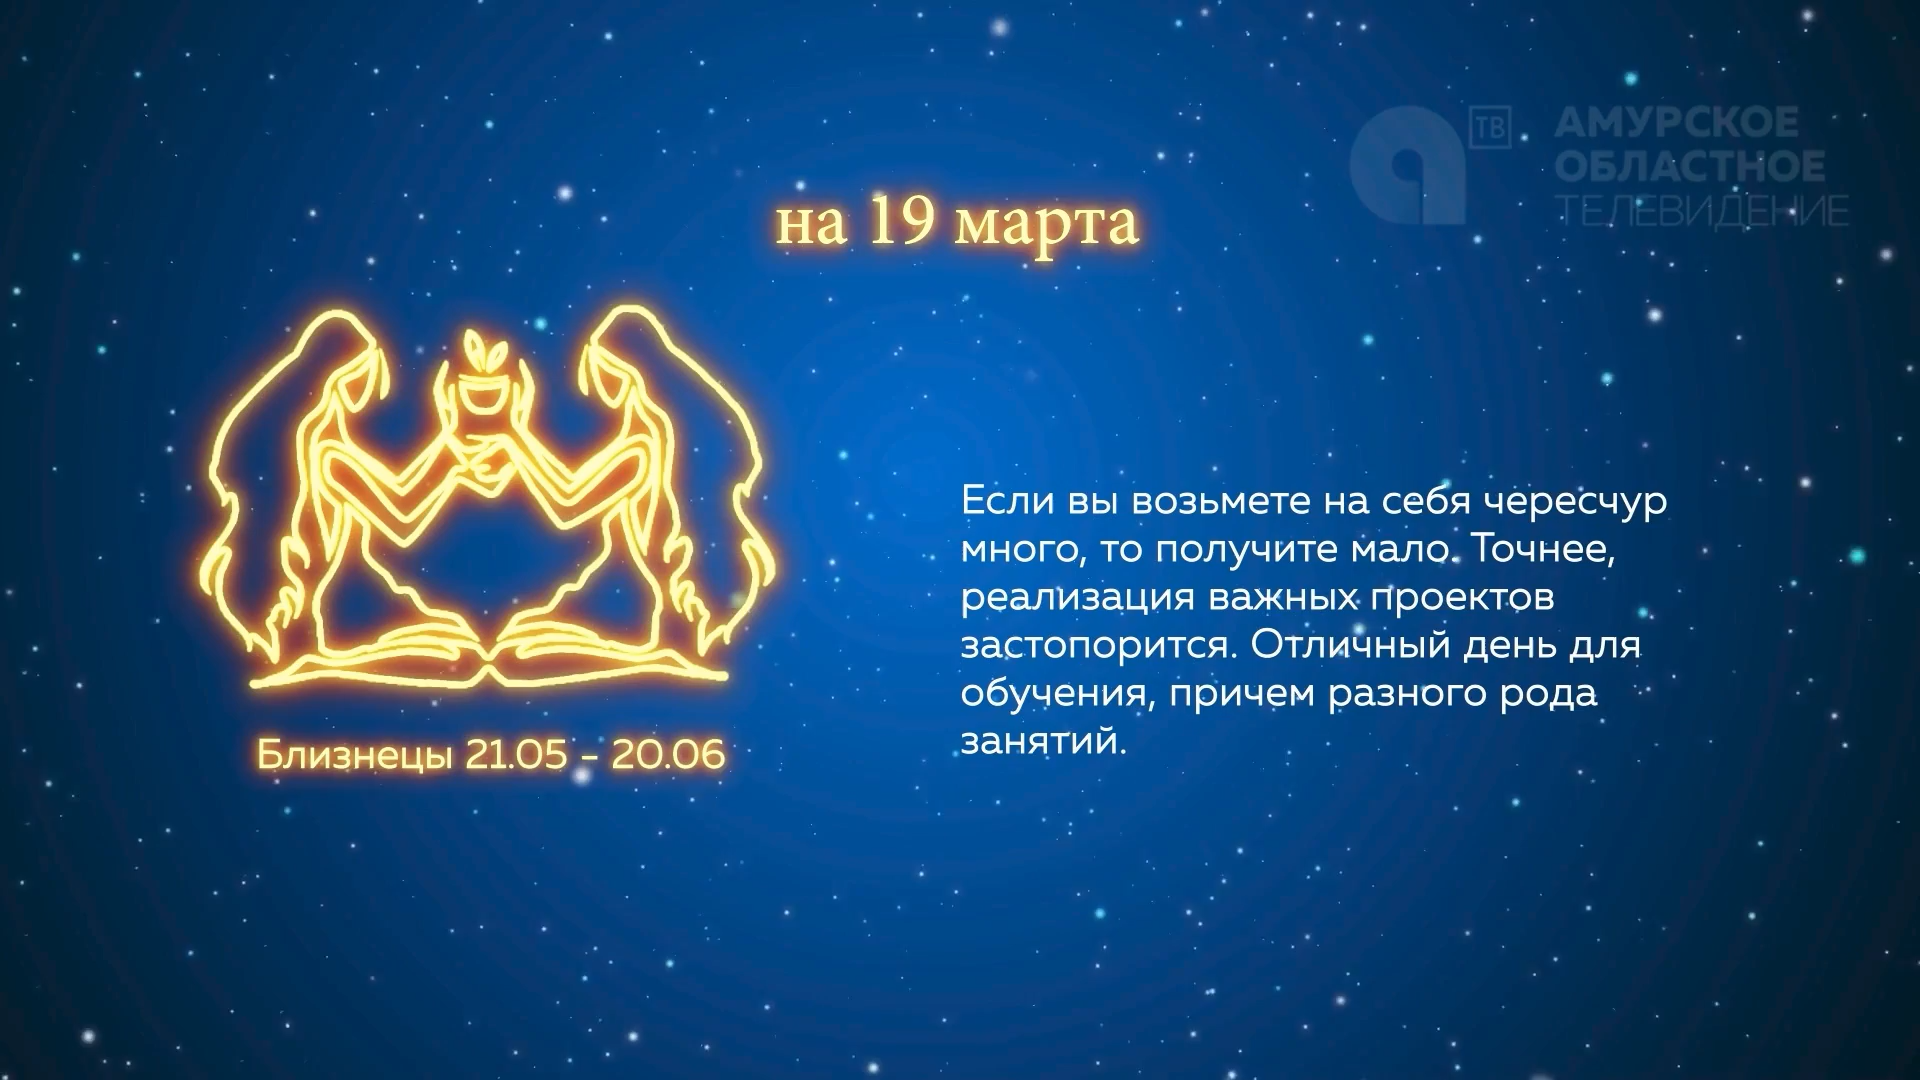 ТВ
АМУРСКОЕ
ОБЛАСТНОЕ
ТЕЛЕВИДЕНИЕ
на 19 марта
Если вы возьмете на себя чересчур
много, то получите мало. Точнее,
реализация важных проектов
застопорится. Отличный день для
обучения, причем разного рода
занятий.
Близнецы 21.05 - 20.06